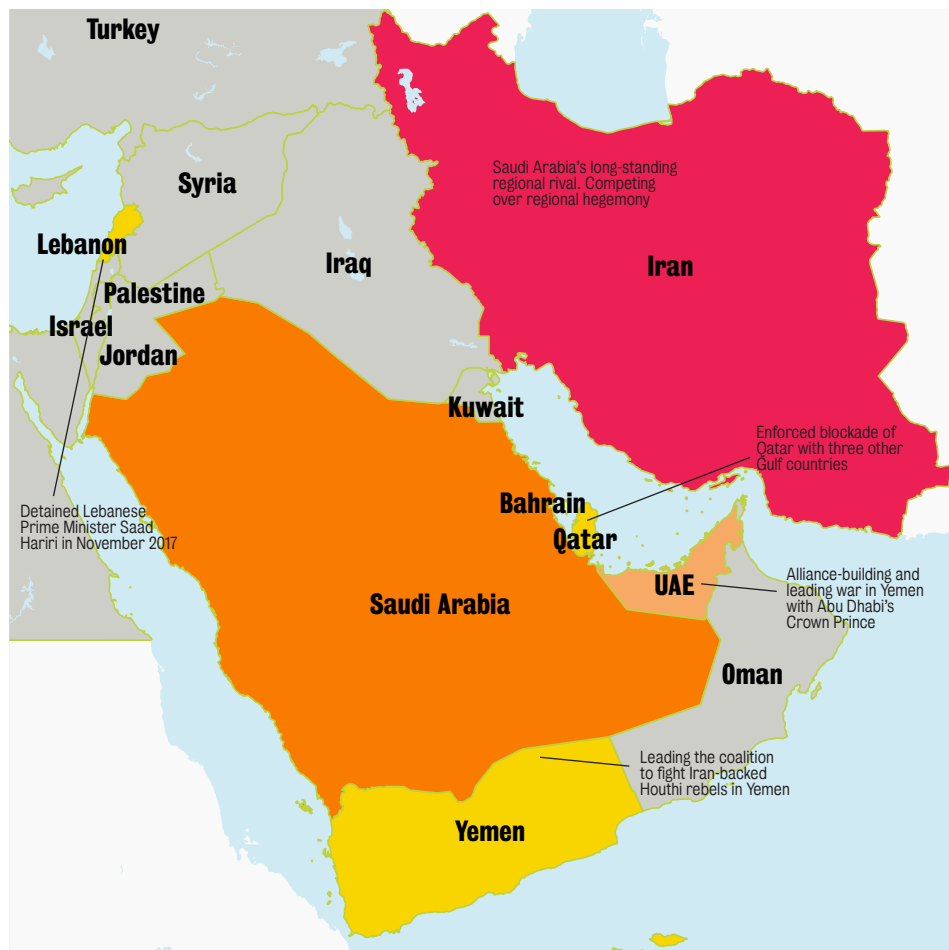 Turkey
Saudi Arabia's long-standing
regional rival. Competing
over regional hegemony
Syria
Lebanon
Iraq
Iran
Palestine
Israel
Jordan
Kuwait
Enforced blockade of
Qatar with three other
Gulf countries
Bahrain
Detained Lebanese
Prime Minister Saad
Hariri in November 2017
Qatar
UAE
Alliance-building and
leading war in Yemen
with Abu Dhabi's
Crown Prince
Saudi Arabia
Oman
Leading the coalition
to fight Iran-backed
Houthi rebels in Yemen
Yemen